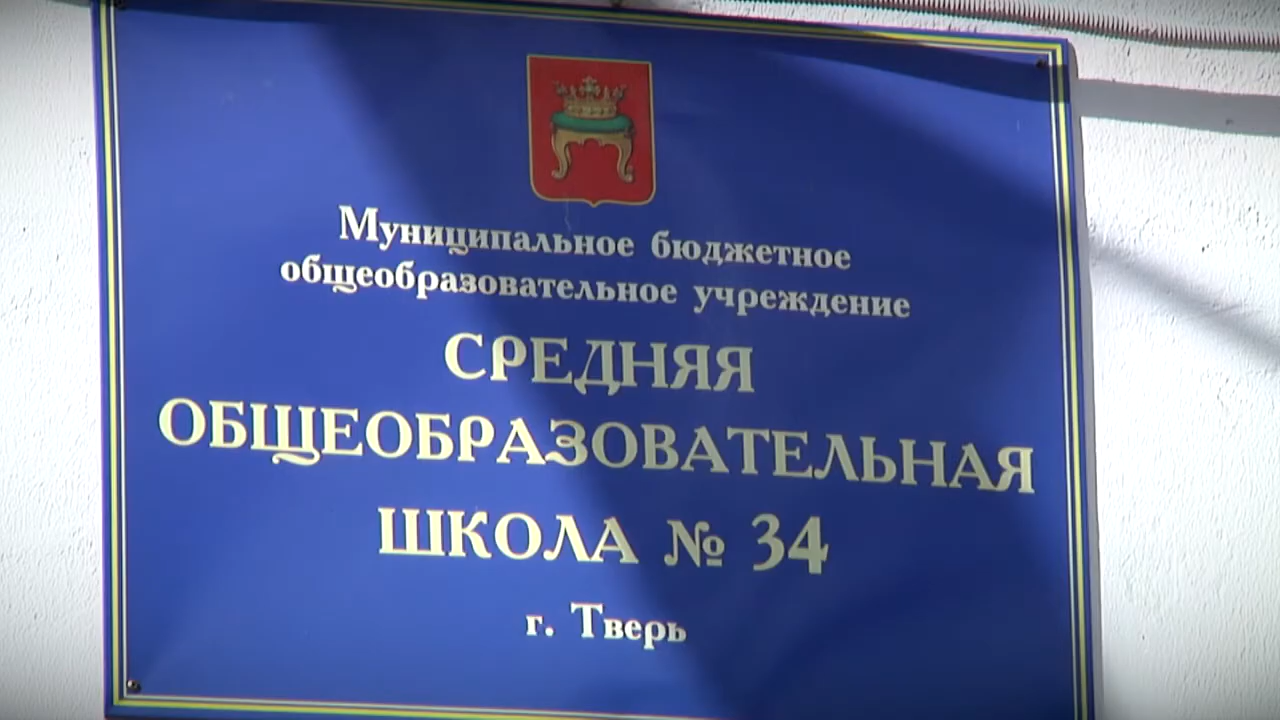 Муниципальное бюджетное
общеобразовательное учреждение
СРЕДНЯЯ
ОБЩЕОБРАЗОВАТЕЛЬНАЯ
ШКОЛА № 34
г. Тверь